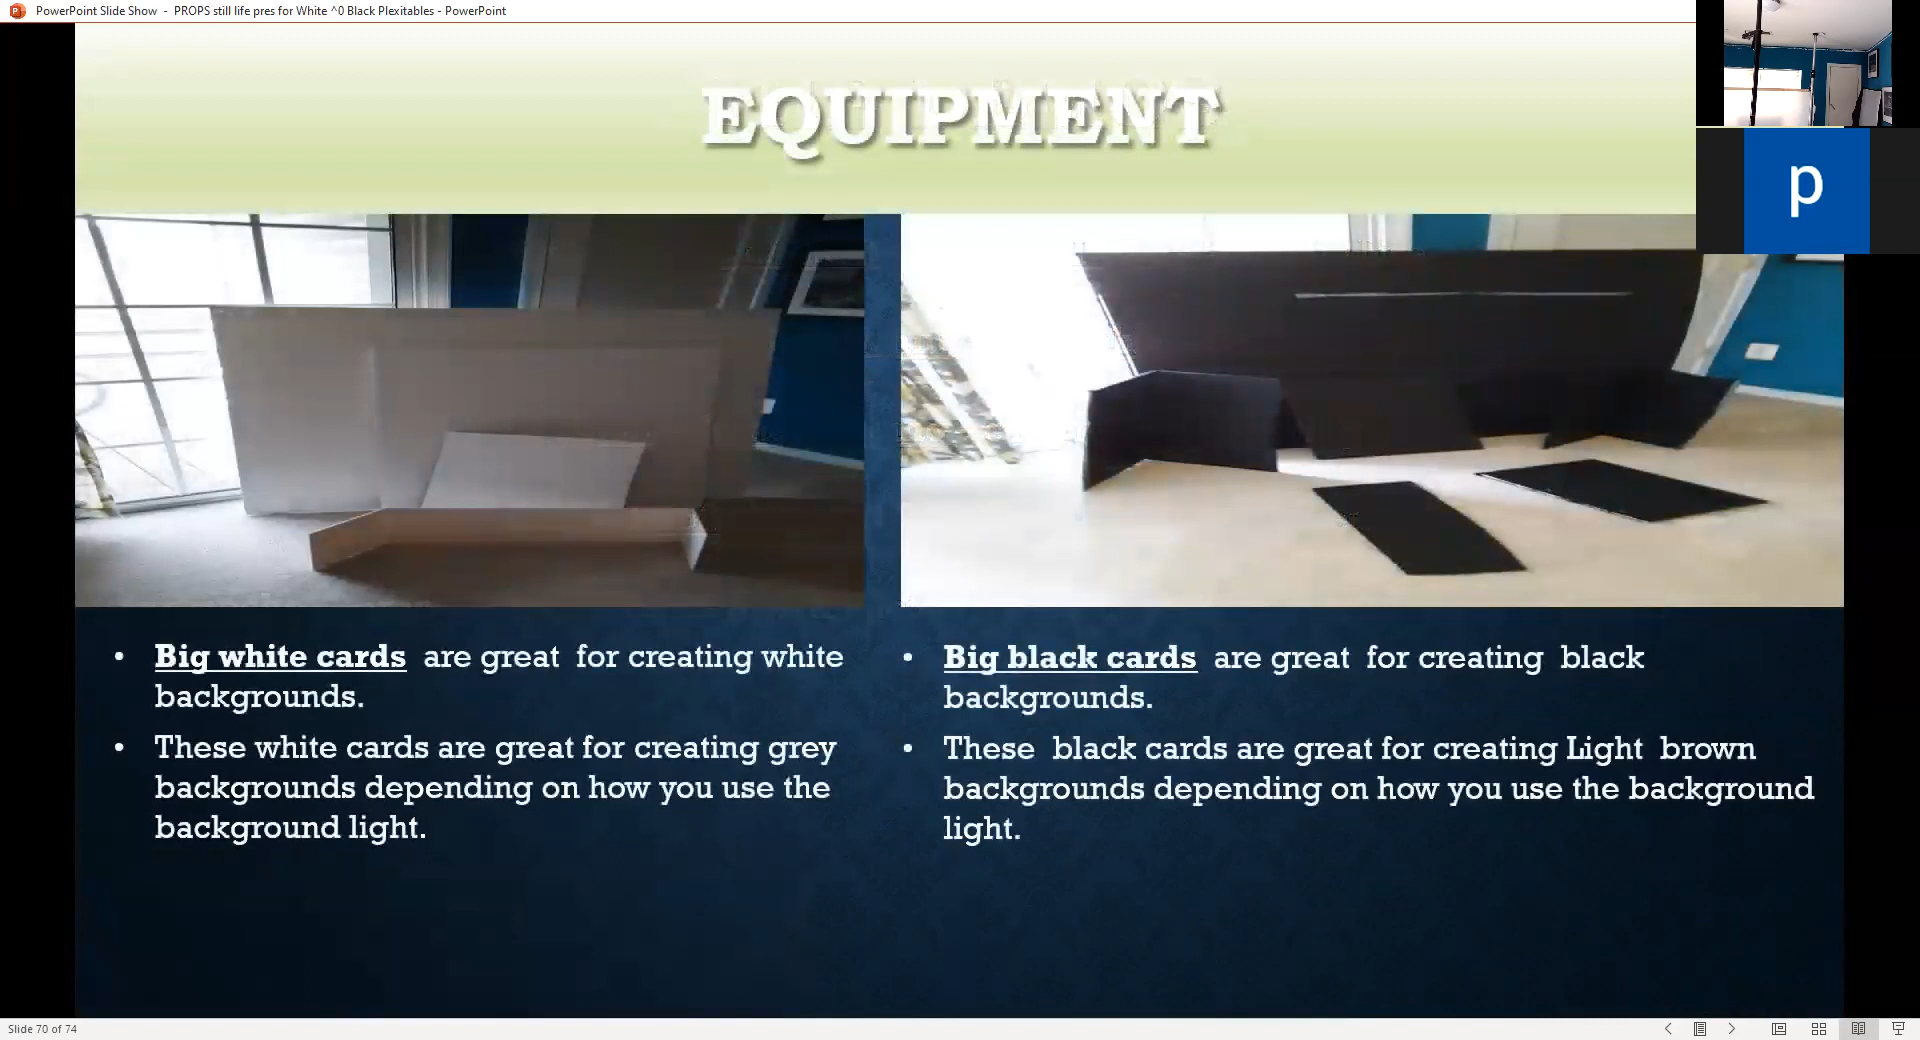 PowerPoint Slide Show - PROPS still life pres for White ^0 Black Plexitables - PowerPoint
EQUIPMENT
p
• Big white cards are great for creating white
backgrounds.
• These white cards are great for creating grey
backgrounds depending on how you use the
background light.
• Big black cards are great for creating black
backgrounds.
• These black cards are great for creating Light brown
backgrounds depending on how you use the background
light.
Slide 70 of 74